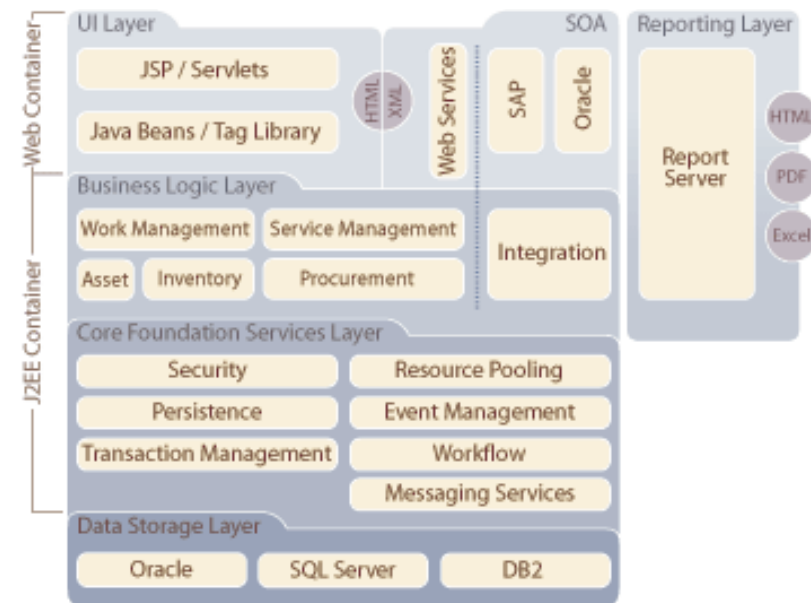 Web Container
J2EE Container
UI Layer
JSP / Servlets
Java Beans / Tag Library
HTML
XML
SOA
Web Services
SAP
Oracle
Reporting Layer
Report
Server
HTML
PDF
Excel
Business Logic Layer
Work Management
Service Management
Asset
Inventory
Procurement
Integration
Core Foundation Services Layer
Security
Resource Pooling
Persistence
Event Management
Transaction Management
Workflow
Messaging Services
Data Storage Layer
Oracle
SQL Server
DB2